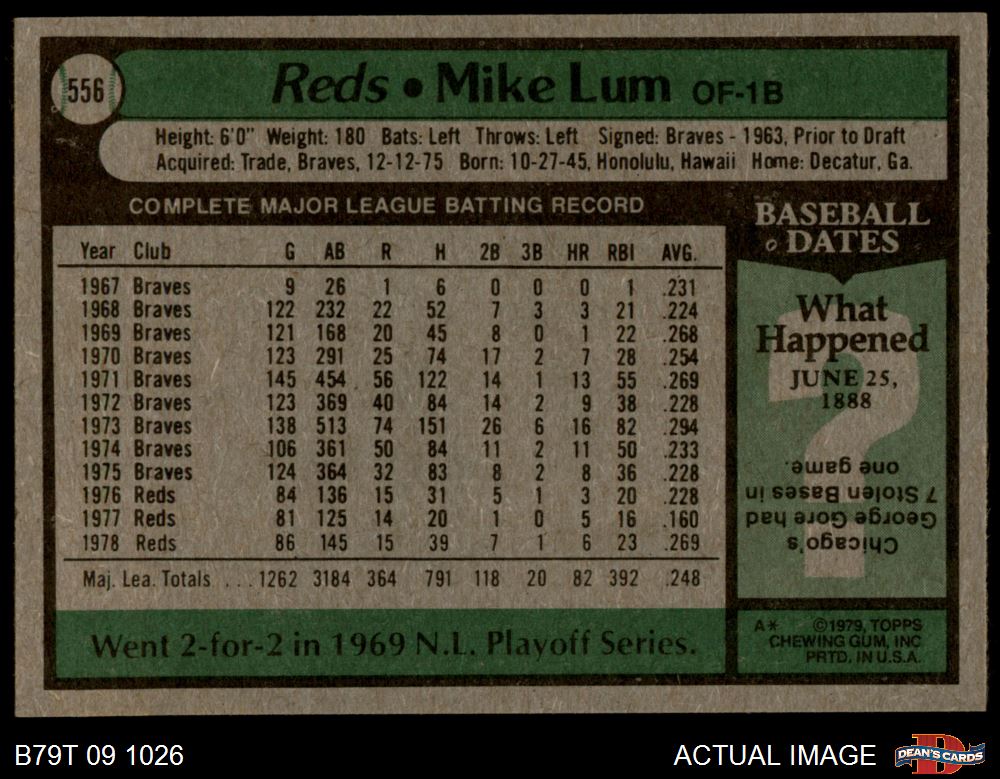 556
Reds • Mike Lum OF-1B
Height: 6'0" Weight: 180 Bats: Left Throws: Left Signed: Braves - 1963, Prior to Draft
Acquired: Trade, Braves, 12-12-75 Born: 10-27-45, Honolulu, Hawaii Home: Decatur, Ga.
COMPLETE MAJOR LEAGUE BATTING RECORD
Year Club G AB R H 2B 3B HR RBI AVG.
1967 Braves 9 26 1 6 0 0 0 1 .231
1968 Braves 122 232 22 52 7 3 3 21 .224
1969 Braves 121 168 20 45 8 0 1 22 .268
1970 Braves 123 291 25 74 17 2 7 28 .254
1971 Braves 145 454 56 122 14 1 13 55 .269
1972 Braves 123 369 40 84 14 2 9 38 .228
1973 Braves 138 513 74 151 26 6 16 82 .294
1974 Braves 106 361 50 84 11 2 11 50 .233
1975 Braves 124 364 32 83 8 2 8 36 .228
1976 Reds 84 136 15 31 5 1 3 20 .228
1977 Reds 81 125 14 20 1 0 5 16 .160
1978 Reds 86 145 15 39 7 1 6 23 .269
Maj. Lea. Totals ... 1262 3184 364 791 118 20 82 392 .248
Went 2-for-2 in 1969 N.L. Playoff Series.
BASEBALL
DATES
What
Happened
JUNE 25,
1888
Chicago's
George Gore had
7 Stolen Bases in
one game.
A* ©1979, TOPPS
CHEWING GUM, INC
PRTD. IN U.S.A.
B79T 09 1026
ACTUAL IMAGE
DEAN'S CARDS